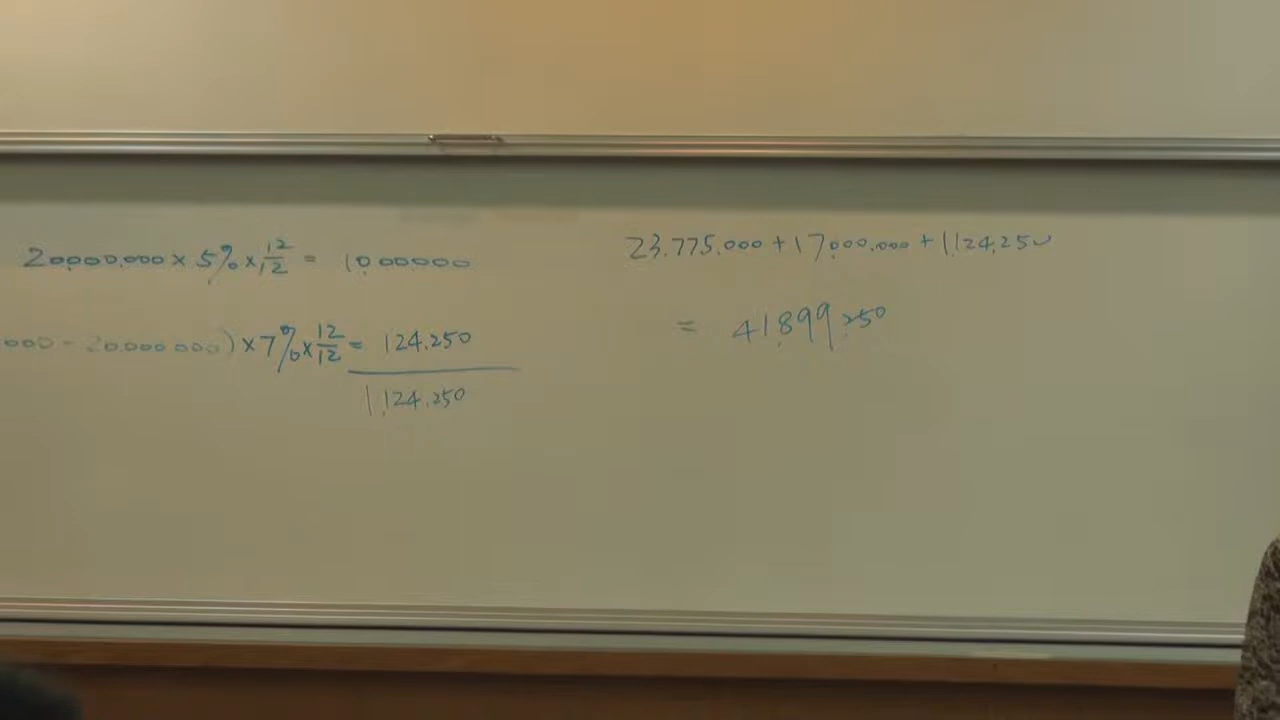 20,000,000 × 5% × 12/12 = 1,000,000
000 - 20,000,000) × 7% × 12/12 = 124,250
1,124,250
23,775,000 + 17,000,000 + 1,124,250
= 41,899,250